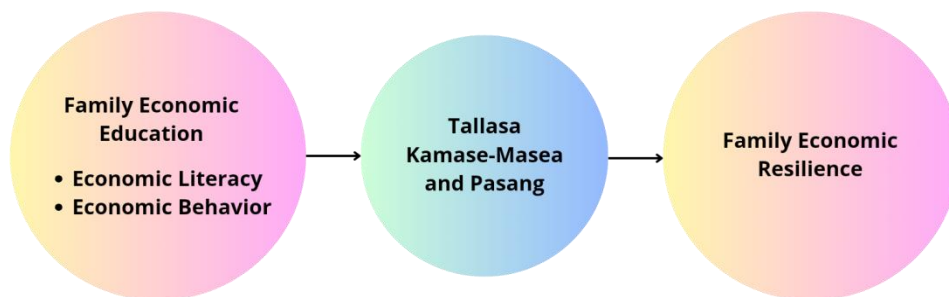 Family Economic
Education
• Economic Literacy
• Economic Behavior
Tallasa
Kamase-Masea
and Pasang
Family Economic
Resilience